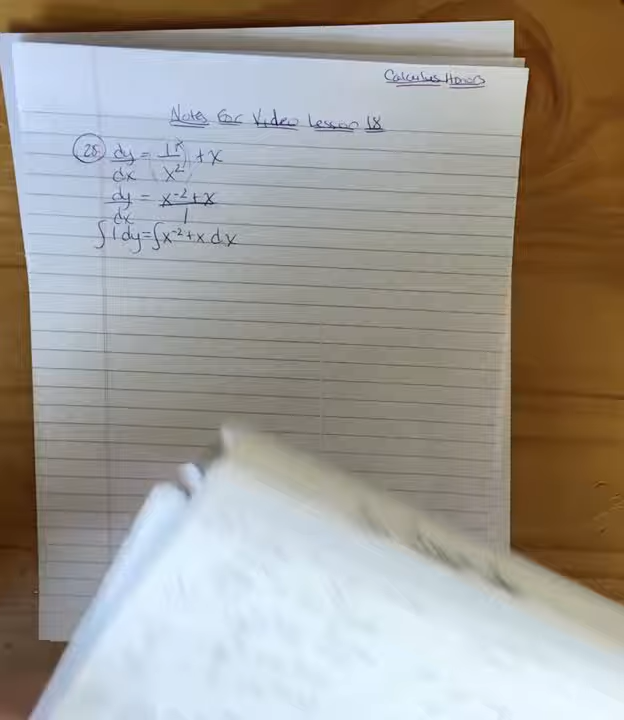 Calculus Honors
Notes For Video Lesson 18
28) dy/dx = 1/x² + x
dy/dx = x⁻² + x / 1
∫1 dy = ∫x⁻² + x dx